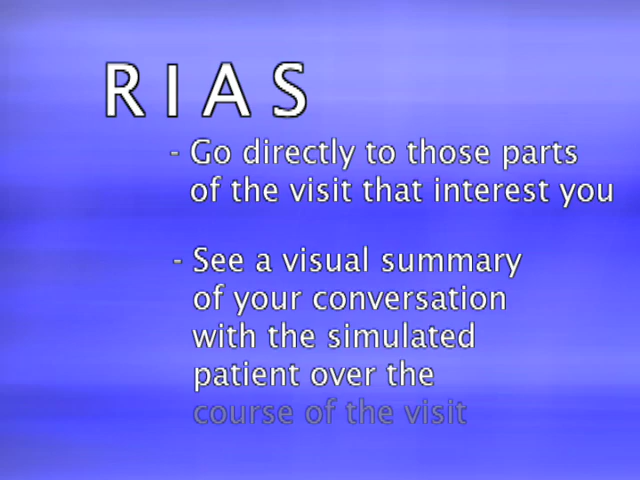 R I A S
- Go directly to those parts
of the visit that interest you
- See a visual summary
of your conversation
with the simulated
patient over the
course of the visit